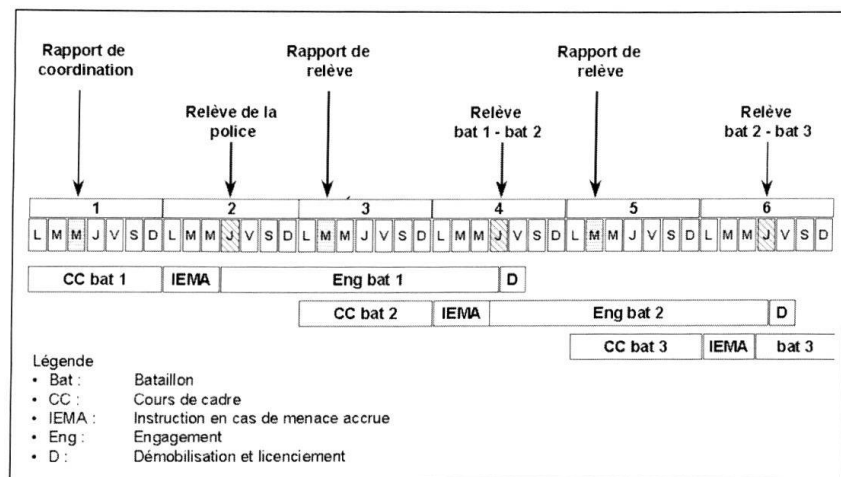 Rapport de
coordination
Rapport de
relève
Rapport de
relève
Relève de la
police
Relève
bat 1 - bat 2
Relève
bat 2 - bat 3
1 2 3 4 5 6
L M M J V S D L M M J V S D L M M J V S D L M M J V S D L M M J V S D L M M J V S D
CC bat 1 IEMA Eng bat 1 D
CC bat 2 IEMA Eng bat 2 D
CC bat 3 IEMA bat 3
Légende
• Bat : Bataillon
• CC : Cours de cadre
• IEMA : Instruction en cas de menace accrue
• Eng : Engagement
• D : Démobilisation et licenciement